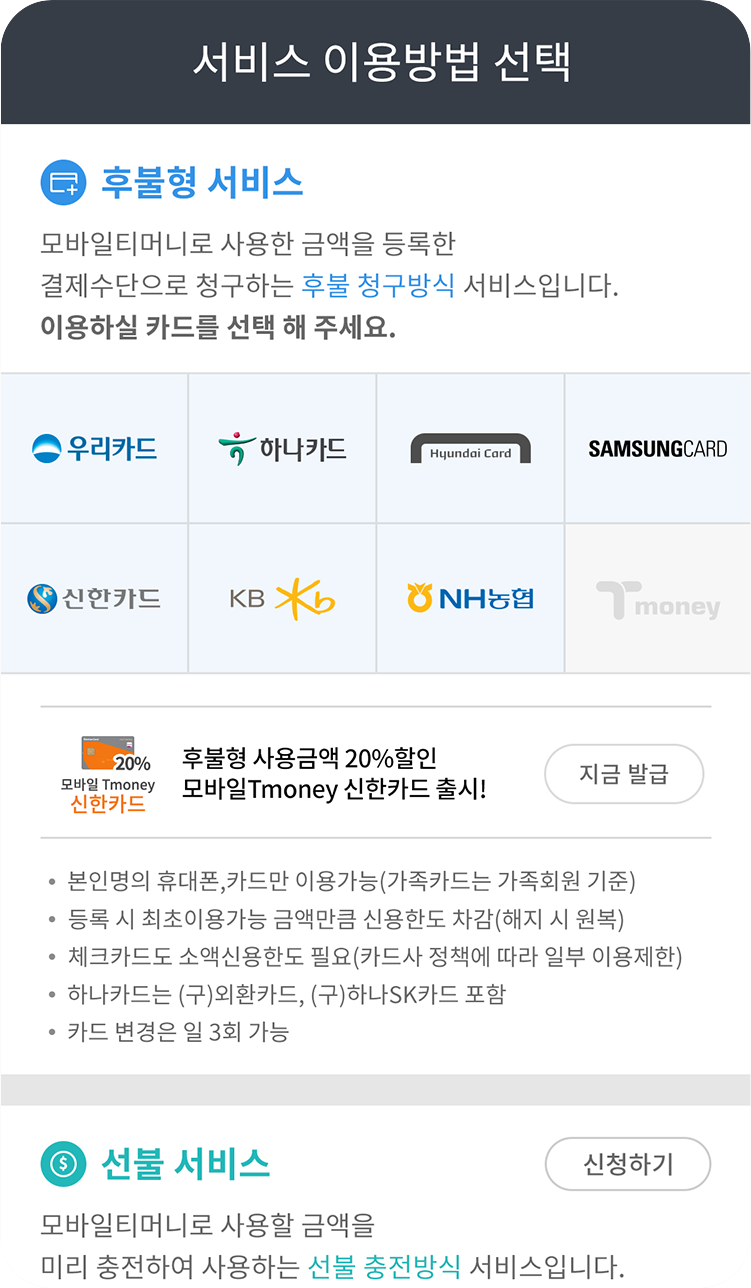 서비스 이용방법 선택
후불형 서비스
모바일티머니로 사용한 금액을 등록한
결제수단으로 청구하는 후불 청구방식 서비스입니다.
이용하실 카드를 선택 해 주세요.
우리카드
하나카드
Hyundai Card
SAMSUNGCARD
신한카드
KB Kb
NH농협
Tmoney
20%
모바일 Tmoney
신한카드
후불형 사용금액 20%할인
모바일Tmoney 신한카드 출시!
지금 발급
• 본인명의 휴대폰,카드만 이용가능(가족카드는 가족회원 기준)
• 등록 시 최초이용가능 금액만큼 신용한도 차감(해지 시 원복)
• 체크카드도 소액신용한도 필요(카드사 정책에 따라 일부 이용제한)
• 하나카드는 (구)외환카드, (구)하나SK카드 포함
• 카드 변경은 일 3회 가능
선불 서비스
신청하기
모바일티머니로 사용할 금액을
미리 충전하여 사용하는 선불 충전방식 서비스입니다.